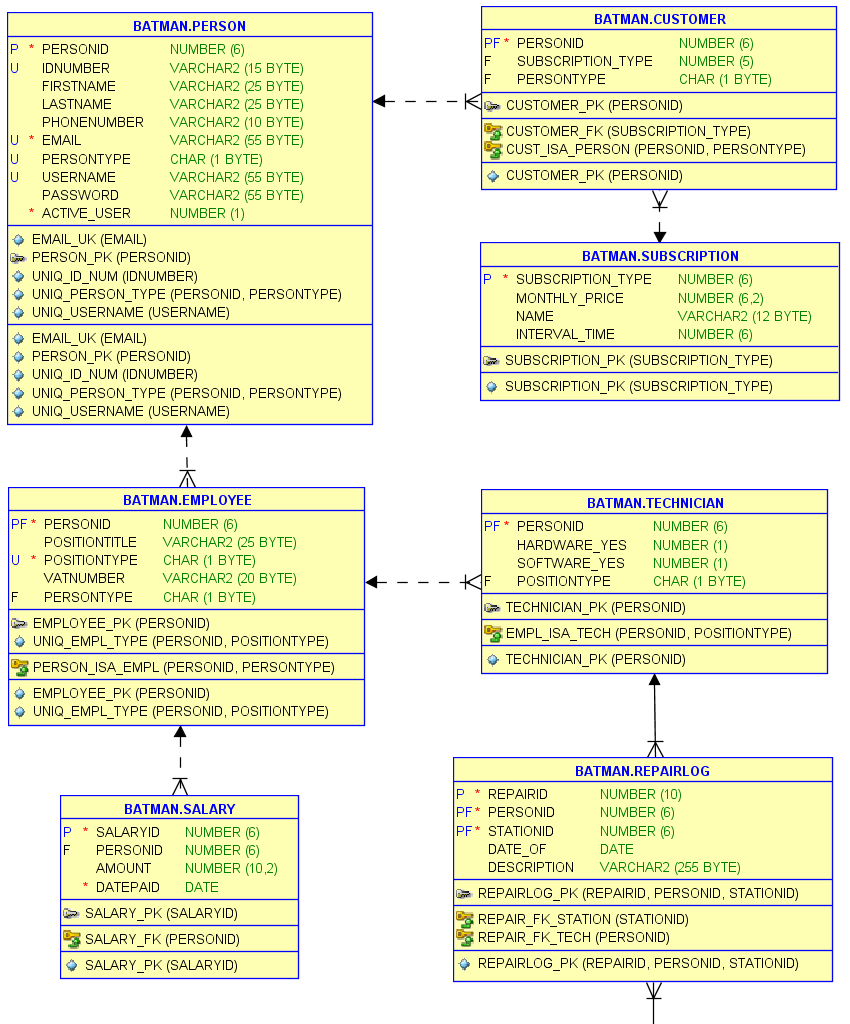 BATMAN.PERSON
P * PERSONID NUMBER (6)
U IDNUMBER VARCHAR2 (15 BYTE)
FIRSTNAME VARCHAR2 (25 BYTE)
LASTNAME VARCHAR2 (25 BYTE)
PHONENUMBER VARCHAR2 (10 BYTE)
U * EMAIL VARCHAR2 (55 BYTE)
U PERSONTYPE CHAR (1 BYTE)
U USERNAME VARCHAR2 (55 BYTE)
PASSWORD VARCHAR2 (55 BYTE)
* ACTIVE_USER NUMBER (1)
EMAIL_UK (EMAIL)
PERSON_PK (PERSONID)
UNIQ_ID_NUM (IDNUMBER)
UNIQ_PERSON_TYPE (PERSONID, PERSONTYPE)
UNIQ_USERNAME (USERNAME)
EMAIL_UK (EMAIL)
PERSON_PK (PERSONID)
UNIQ_ID_NUM (IDNUMBER)
UNIQ_PERSON_TYPE (PERSONID, PERSONTYPE)
UNIQ_USERNAME (USERNAME)
BATMAN.CUSTOMER
PF * PERSONID NUMBER (6)
F SUBSCRIPTION_TYPE NUMBER (5)
F PERSONTYPE CHAR (1 BYTE)
CUSTOMER_PK (PERSONID)
CUSTOMER_FK (SUBSCRIPTION_TYPE)
CUST_ISA_PERSON (PERSONID, PERSONTYPE)
CUSTOMER_PK (PERSONID)
BATMAN.SUBSCRIPTION
P * SUBSCRIPTION_TYPE NUMBER (6)
MONTHLY_PRICE NUMBER (6,2)
NAME VARCHAR2 (12 BYTE)
INTERVAL_TIME NUMBER (6)
SUBSCRIPTION_PK (SUBSCRIPTION_TYPE)
SUBSCRIPTION_PK (SUBSCRIPTION_TYPE)
BATMAN.EMPLOYEE
PF * PERSONID NUMBER (6)
POSITIONTITLE VARCHAR2 (25 BYTE)
U * POSITIONTYPE CHAR (1 BYTE)
VATNUMBER VARCHAR2 (20 BYTE)
F PERSONTYPE CHAR (1 BYTE)
EMPLOYEE_PK (PERSONID)
UNIQ_EMPL_TYPE (PERSONID, POSITIONTYPE)
PERSON_ISA_EMPL (PERSONID, PERSONTYPE)
EMPLOYEE_PK (PERSONID)
UNIQ_EMPL_TYPE (PERSONID, POSITIONTYPE)
BATMAN.TECHNICIAN
PF * PERSONID NUMBER (6)
HARDWARE_YES NUMBER (1)
SOFTWARE_YES NUMBER (1)
F POSITIONTYPE CHAR (1 BYTE)
TECHNICIAN_PK (PERSONID)
EMPL_ISA_TECH (PERSONID, POSITIONTYPE)
TECHNICIAN_PK (PERSONID)
BATMAN.SALARY
P * SALARYID NUMBER (6)
F PERSONID NUMBER (6)
AMOUNT NUMBER (10,2)
* DATEPAID DATE
SALARY_PK (SALARYID)
SALARY_FK (PERSONID)
SALARY_PK (SALARYID)
BATMAN.REPAIRLOG
P * REPAIRID NUMBER (10)
PF * PERSONID NUMBER (6)
PF * STATIONID NUMBER (6)
DATE_OF DATE
DESCRIPTION VARCHAR2 (255 BYTE)
REPAIRLOG_PK (REPAIRID, PERSONID, STATIONID)
REPAIR_FK_STATION (STATIONID)
REPAIR_FK_TECH (PERSONID)
REPAIRLOG_PK (REPAIRID, PERSONID, STATIONID)